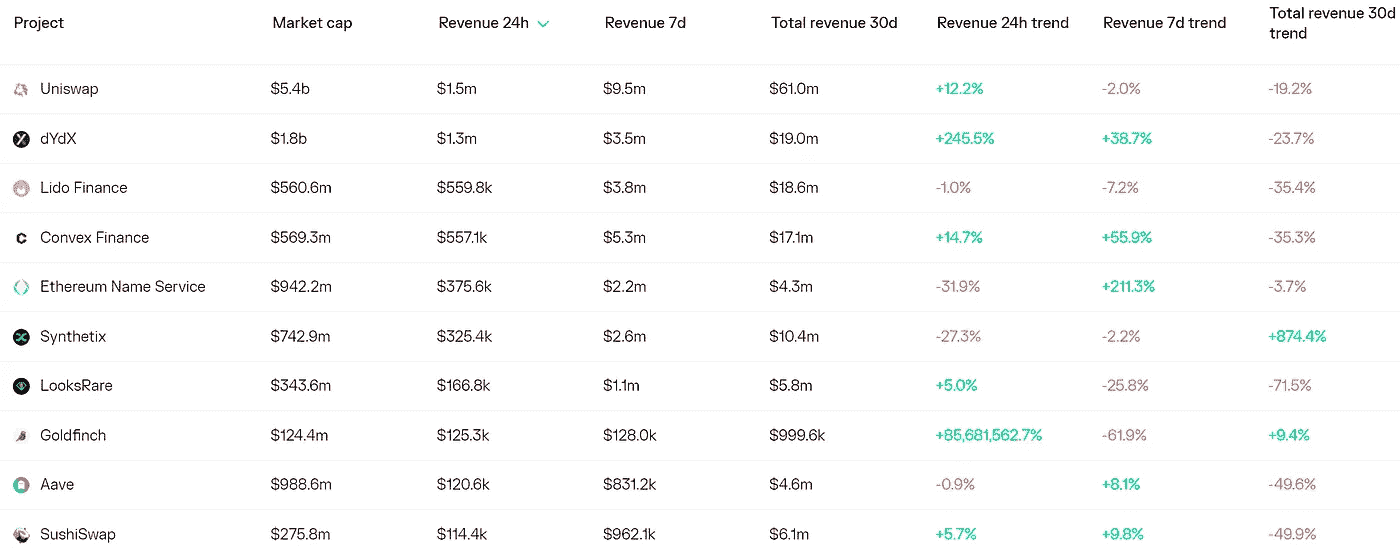 Project Market cap Revenue 24h Revenue 7d Total revenue 30d Revenue 24h trend Revenue 7d trend Total revenue 30d trend
Uniswap $5.4b $1.5m $9.5m $61.0m +12.2% -2.0% -19.2%
dYdX $1.8b $1.3m $3.5m $19.0m +245.5% +38.7% -23.7%
Lido Finance $560.6m $559.8k $3.8m $18.6m -1.0% -7.2% -35.4%
Convex Finance $569.3m $557.1k $5.3m $17.1m +14.7% +55.9% -35.3%
Ethereum Name Service $942.2m $375.6k $2.2m $4.3m -31.9% +211.3% -3.7%
Synthetix $742.9m $325.4k $2.6m $10.4m -27.3% -2.2% +874.4%
LooksRare $343.6m $166.8k $1.1m $5.8m +5.0% -25.8% -71.5%
Goldfinch $124.4m $125.3k $128.0k $999.6k +85,681,562.7% -61.9% +9.4%
Aave $988.6m $120.6k $831.2k $4.6m -0.9% +8.1% -49.6%
SushiSwap $275.8m $114.4k $962.1k $6.1m +5.7% +9.8% -49.9%